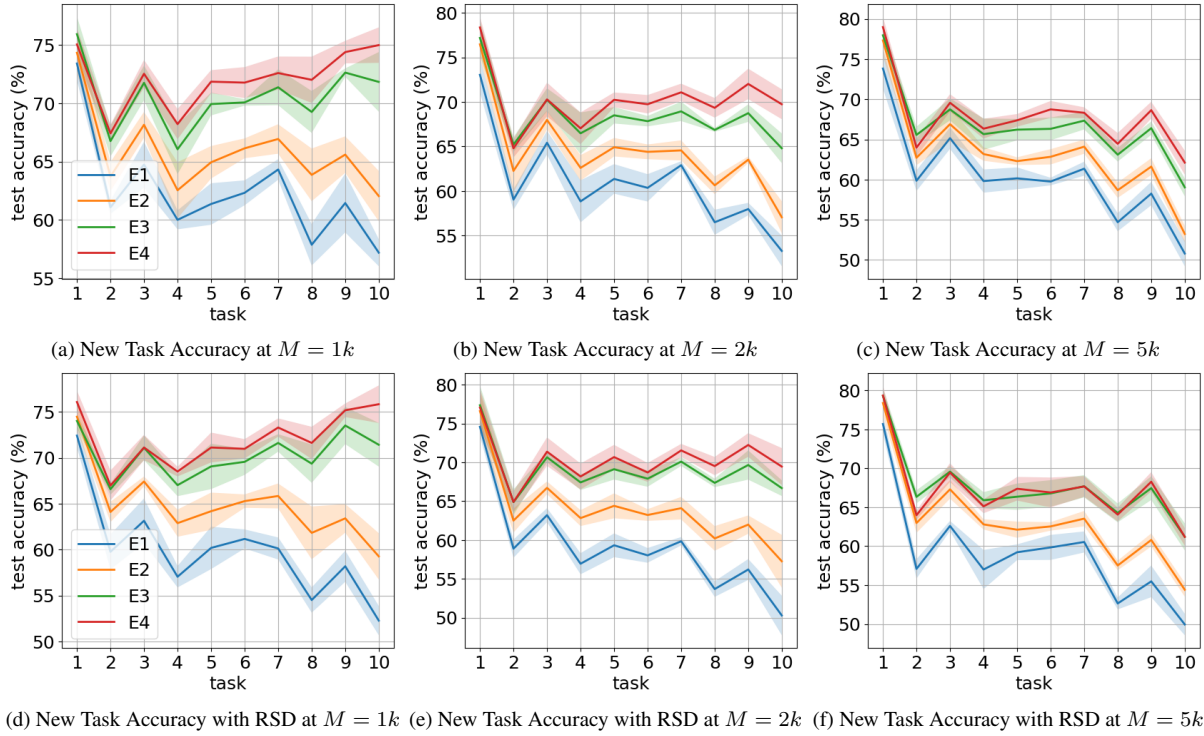 test accuracy (%)
75
70
65
60
55
E1
E2
E3
E4
1 2 3 4 5 6 7 8 9 10
task
(a) New Task Accuracy at M = 1k
test accuracy (%)
80
75
70
65
60
55
1 2 3 4 5 6 7 8 9 10
task
(b) New Task Accuracy at M = 2k
test accuracy (%)
80
75
70
65
60
55
50
1 2 3 4 5 6 7 8 9 10
task
(c) New Task Accuracy at M = 5k
test accuracy (%)
75
70
65
60
55
50
E1
E2
E3
E4
1 2 3 4 5 6 7 8 9 10
task
(d) New Task Accuracy with RSD at M = 1k
test accuracy (%)
80
75
70
65
60
55
50
1 2 3 4 5 6 7 8 9 10
task
(e) New Task Accuracy with RSD at M = 2k
test accuracy (%)
80
75
70
65
60
55
50
1 2 3 4 5 6 7 8 9 10
task
(f) New Task Accuracy with RSD at M = 5k